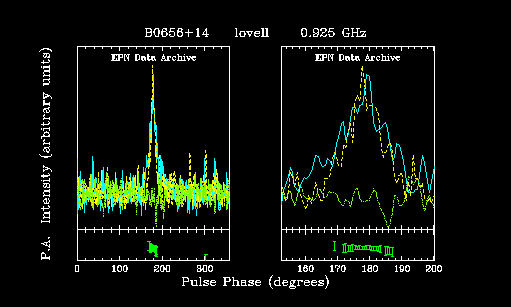 B0656+14 lovell 0.925 GHz
EPN Data Archive EPN Data Archive
P.A. Intensity (arbitrary units)
0 100 200 300 160 170 180 190 200
Pulse Phase (degrees)